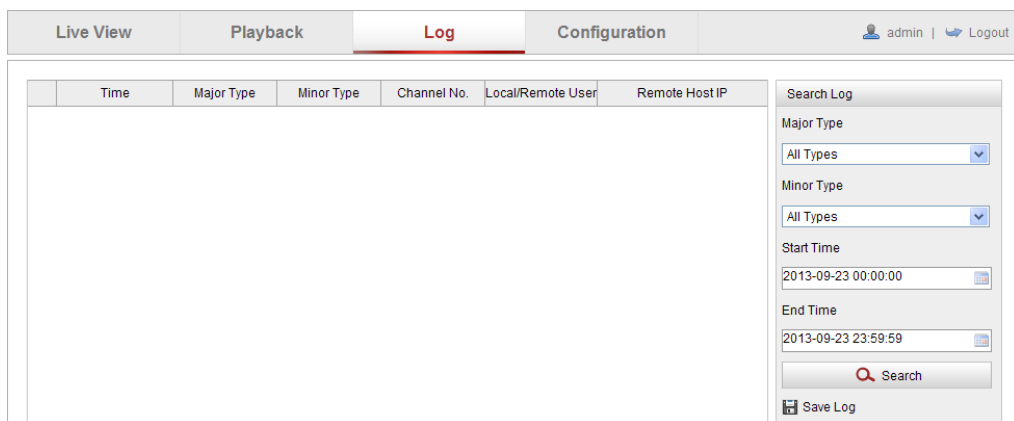 Live View Playback Log Configuration admin | Logout
Time Major Type Minor Type Channel No. Local/Remote User Remote Host IP
Search Log
Major Type
All Types
Minor Type
All Types
Start Time
2013-09-23 00:00:00
End Time
2013-09-23 23:59:59
Search
Save Log